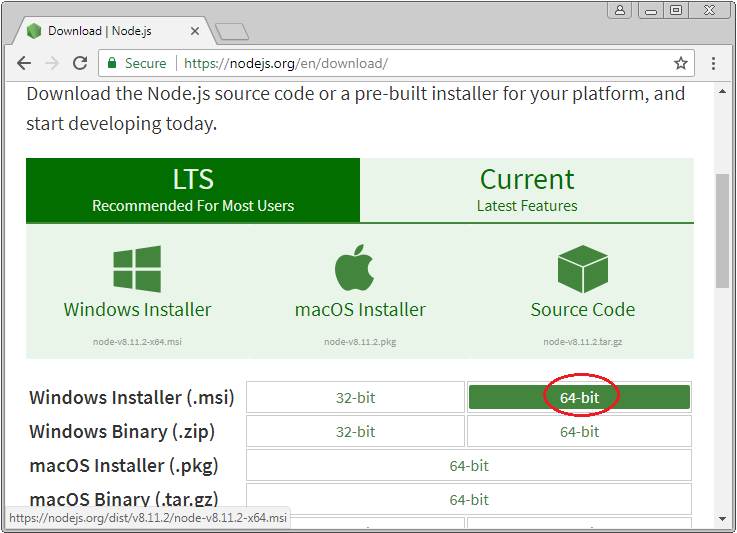 Download | Node.js
Secure
https://nodejs.org/en/download/
Download the Node.js source code or a pre-built installer for your platform, and
start developing today.
LTS
Recommended For Most Users
Current
Latest Features
Windows Installer
node-v8.11.2-x64.msi
macOS Installer
node-v8.11.2.pkg
Source Code
node-v8.11.2.tar.gz
Windows Installer (.msi) 32-bit 64-bit
Windows Binary (.zip) 32-bit 64-bit
macOS Installer (.pkg) 64-bit
macOS Binary (.tar.gz) 64-bit
https://nodejs.org/dist/v8.11.2/node-v8.11.2-x64.msi